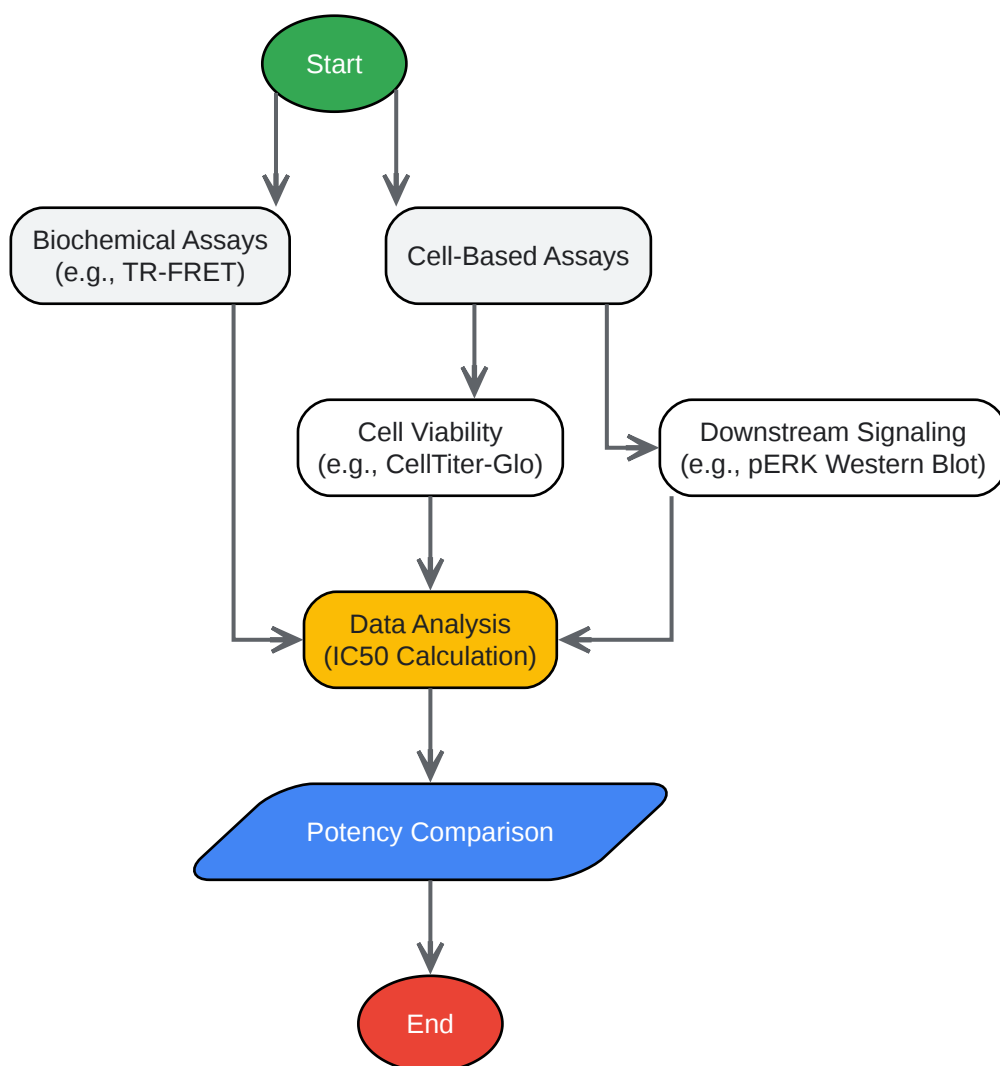 Start
Biochemical Assays
(e.g., TR-FRET)
Cell-Based Assays
Cell Viability
(e.g., CellTiter-Glo)
Downstream Signaling
(e.g., pERK Western Blot)
Data Analysis
(IC50 Calculation)
Potency Comparison
End